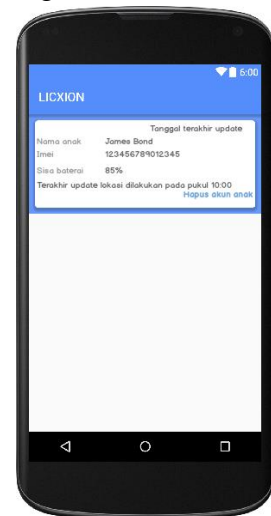 6:00
LICXION
Tanggal terakhir update
Nama anak James Bond
Imei 123456789012345
Sisa baterai 85%
Terakhir update lokasi dilakukan pada pukul 10:00
Hapus akun anak